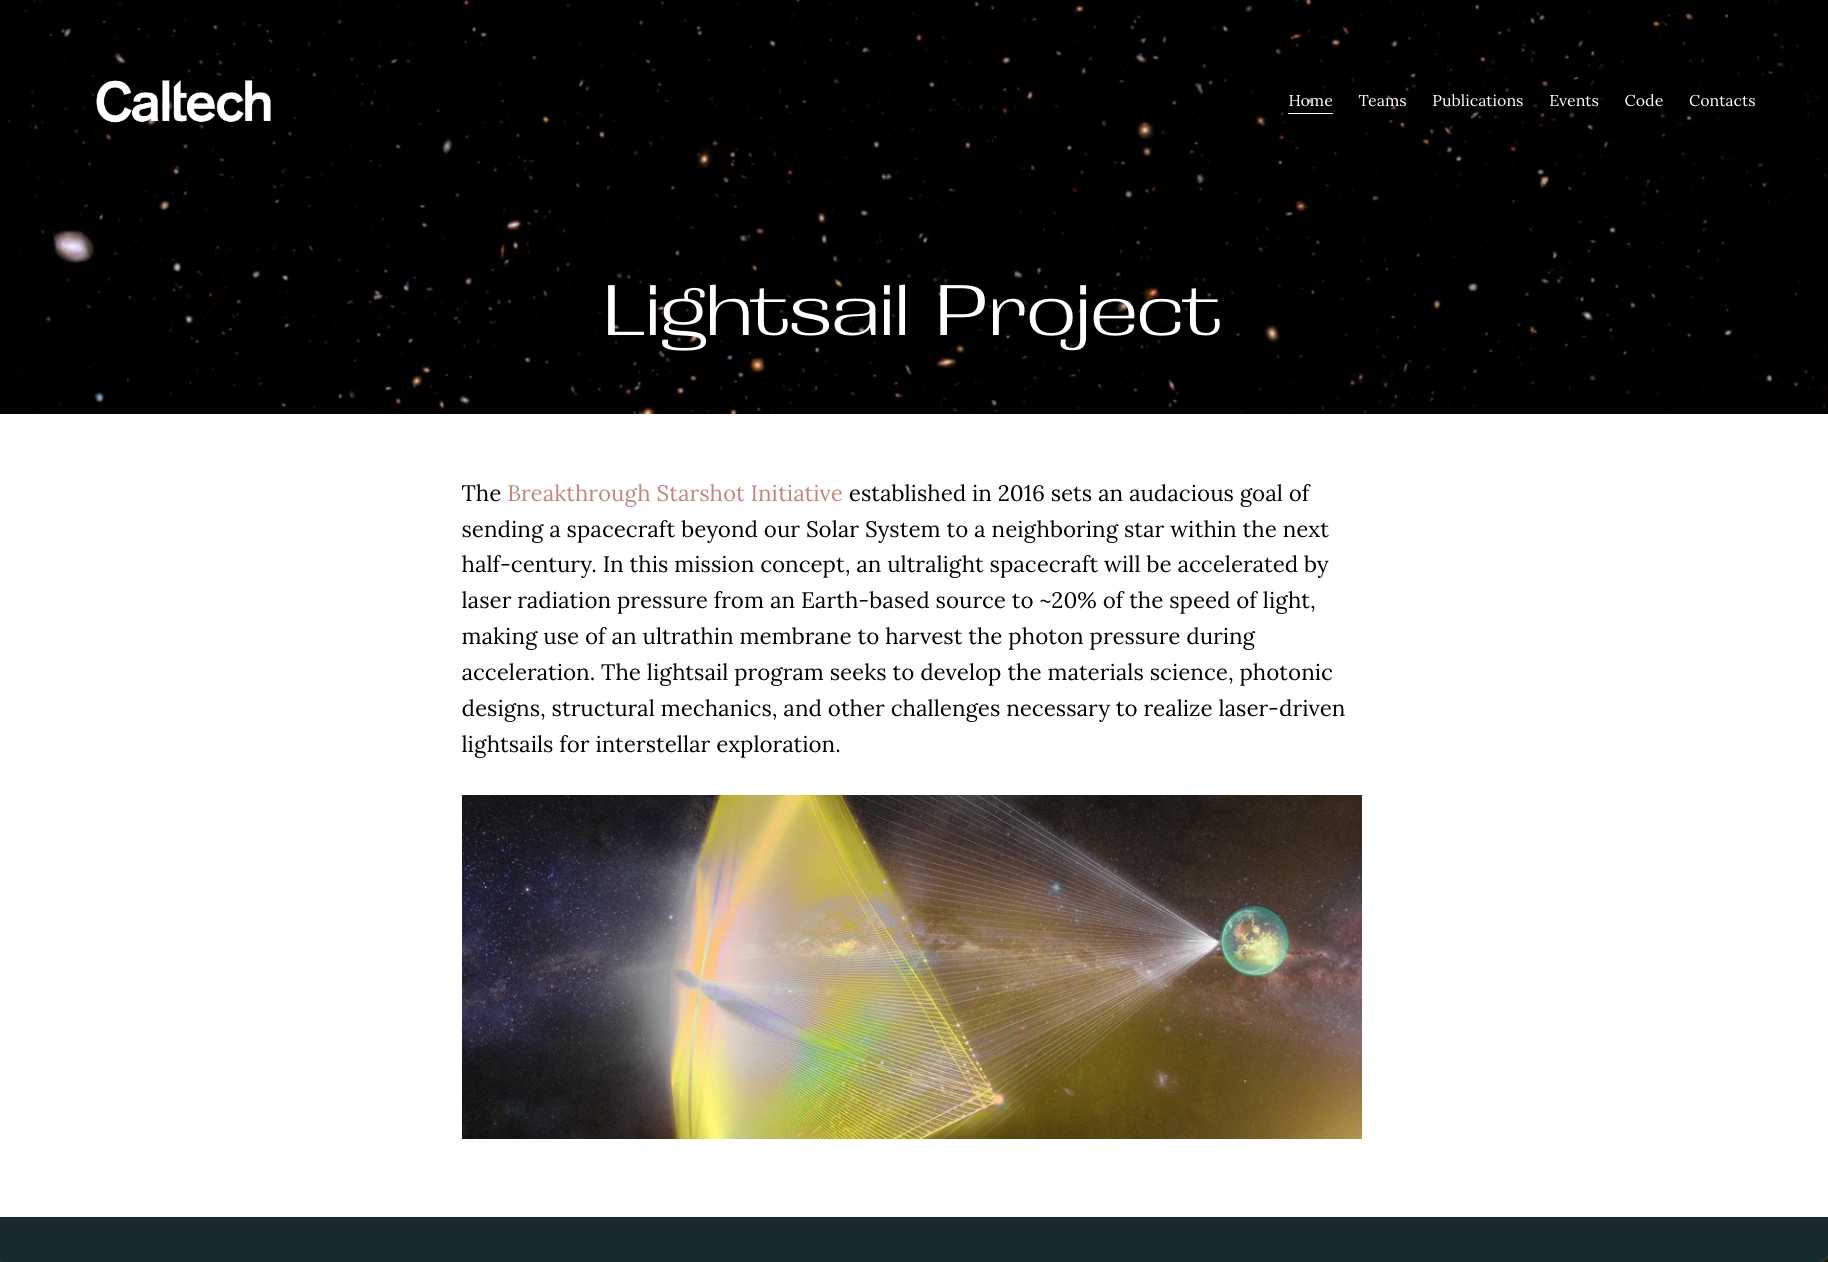 Caltech
Home Teams Publications Events Code Contacts
Lightsail Project
The Breakthrough Starshot Initiative established in 2016 sets an audacious goal of
sending a spacecraft beyond our Solar System to a neighboring star within the next
half-century. In this mission concept, an ultralight spacecraft will be accelerated by
laser radiation pressure from an Earth-based source to ~20% of the speed of light,
making use of an ultrathin membrane to harvest the photon pressure during
acceleration. The lightsail program seeks to develop the materials science, photonic
designs, structural mechanics, and other challenges necessary to realize laser-driven
lightsails for interstellar exploration.